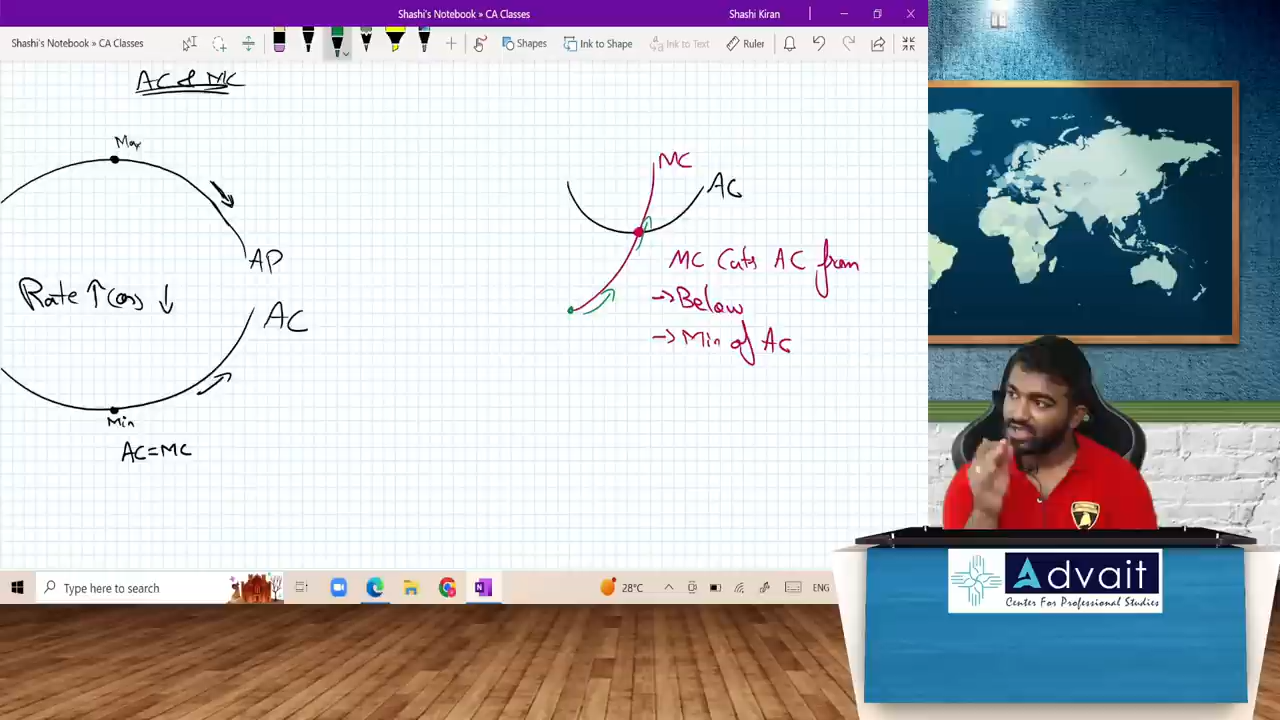 Shashi's Notebook » CA Classes
Shashi Kiran
Shashi's Notebook » CA Classes
Shapes
Ink to Shape
Ink to Text
Ruler
AC & MC
Max
MC
AC
AP
MC Cuts AC from
→Below
→Min of AC
Rate ↑ Cos ↓
AC
Min
AC=MC
Type here to search
28°C
ENG
Advait
Center For Professional Studies